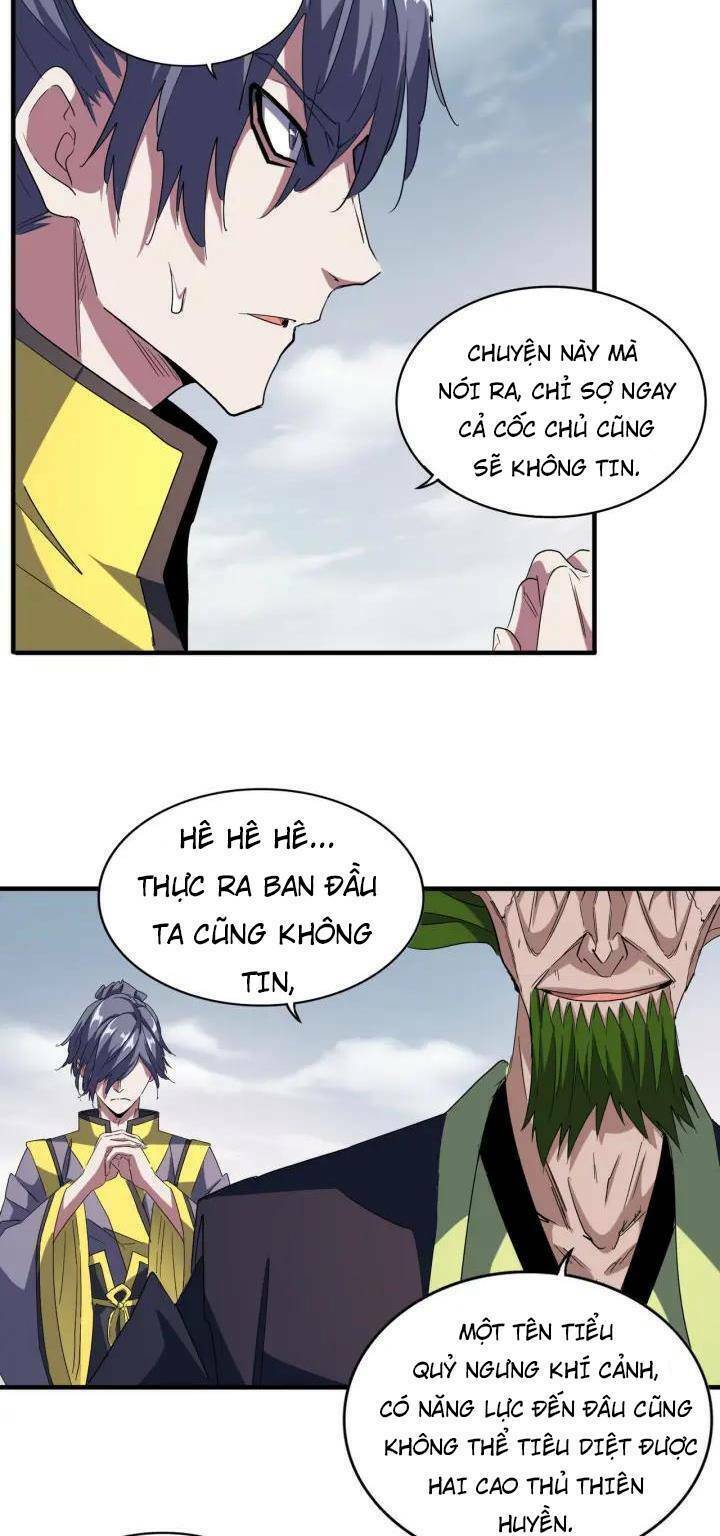 CHUYỆN NÀY MÀ
NÓI RA, CHỈ SỢ NGAY
CẢ CỐC CHỦ CŨNG
SẼ KHÔNG TIN.
HÊ HÊ HÊ...
THỰC RA BAN ĐẦU
TA CŨNG KHÔNG
TIN,
MỘT TÊN TIỂU
QUỶ NGƯNG KHÍ CẢNH,
CÓ NĂNG LỰC ĐẾN ĐÂU CŨNG
KHÔNG THỂ TIÊU DIỆT ĐƯỢC
HAI CAO THỦ THIÊN
HUYỀN.